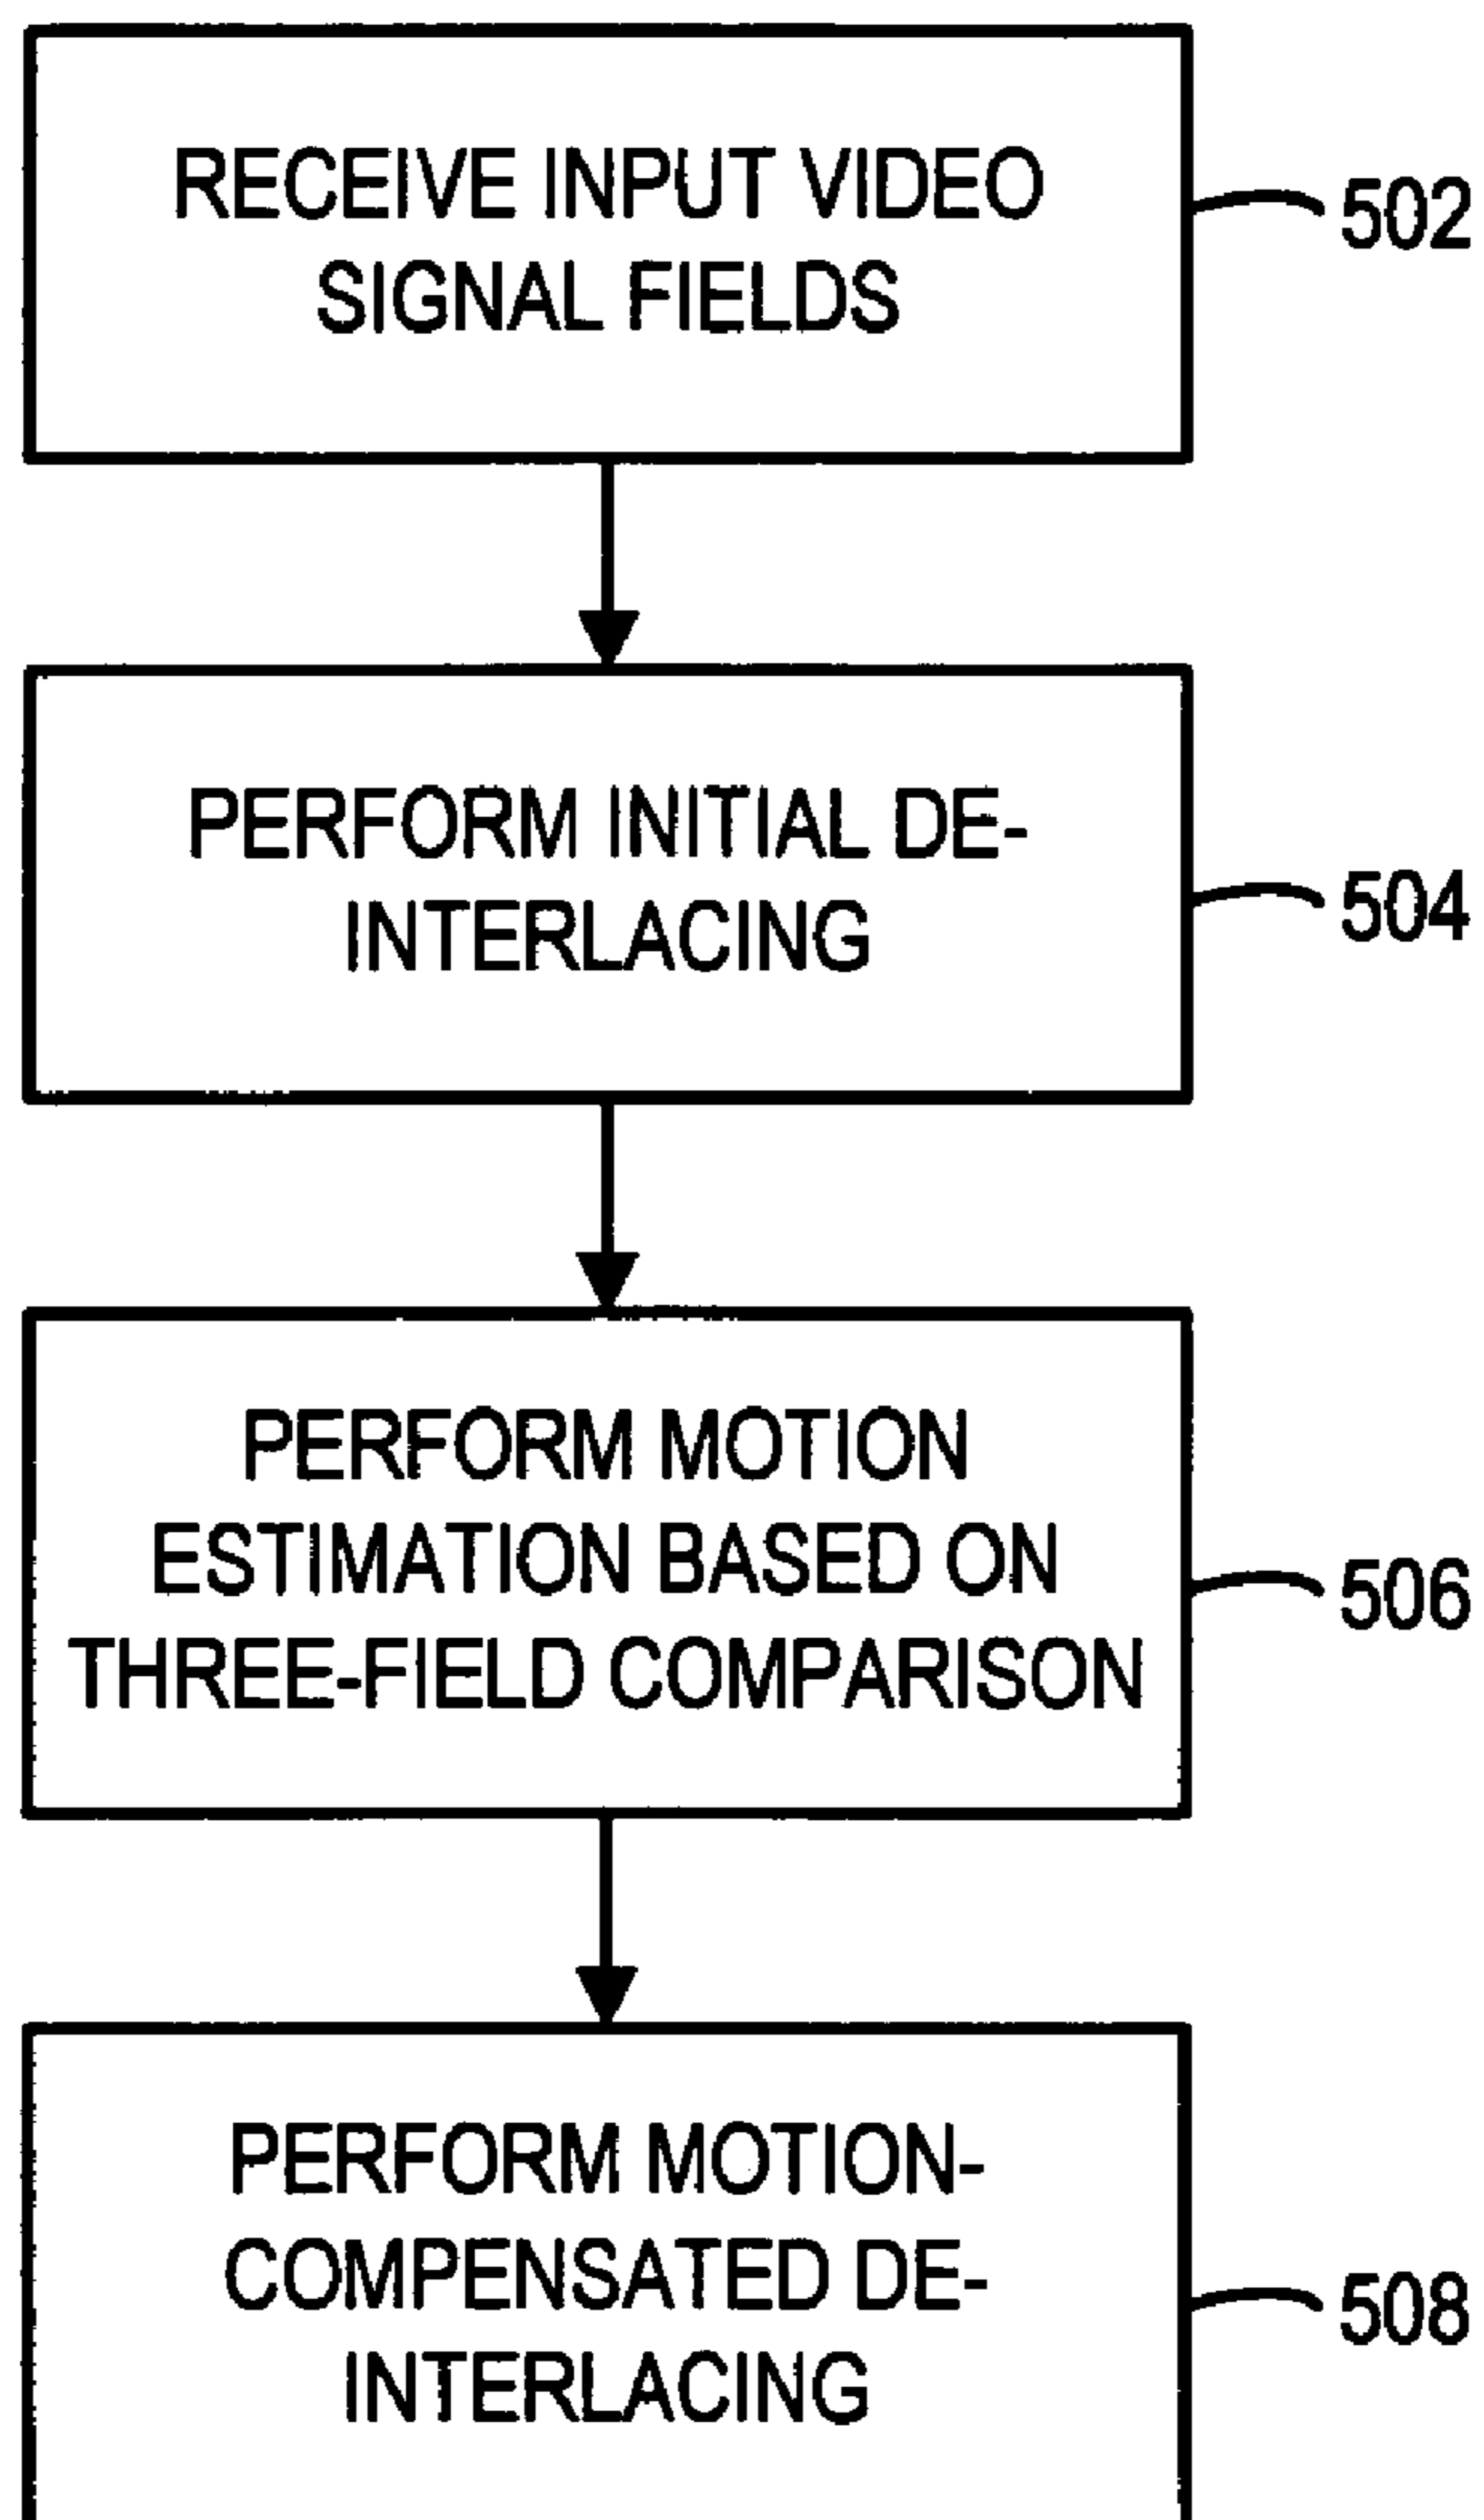 RECEIVE INPUT VIDEO
SIGNAL FIELDS
502
PERFORM INITIAL DE-
INTERLACING
504
PERFORM MOTION
ESTIMATION BASED ON
THREE-FIELD COMPARISON
506
PERFORM MOTION-
COMPENSATED DE-
INTERLACING
508